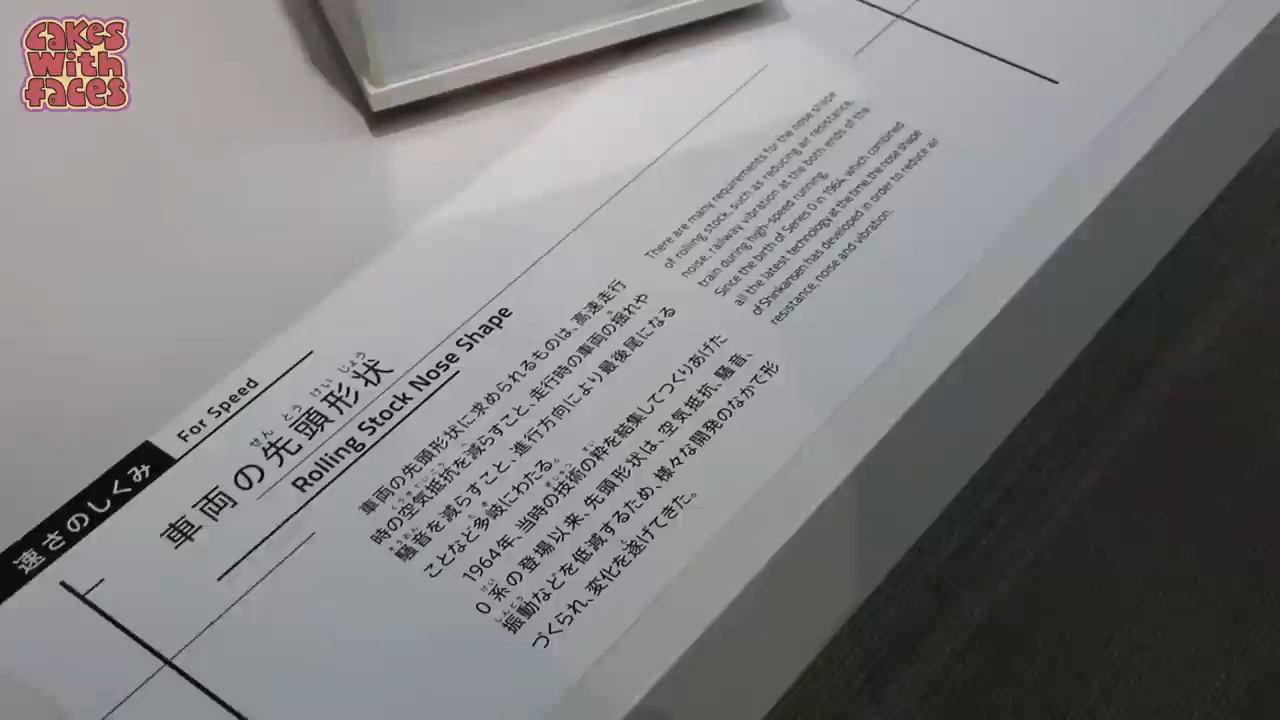 Cakes
With
faces
速さのしくみ
For Speed
せんとうけいじょう
車両の先頭形状
Rolling Stock Nose Shape
車両の先頭形状に求められるものは、高速走行
時の空気抵抗を減らすこと、走行時の車両の揺れや
騒音を減らすこと、進行方向により最後尾になる
ことなど多岐にわたる。
1964年、当時の技術の粋を結集してつくりあげた
0系の登場以来、先頭形状は、空気抵抗、騒音、
振動などを低減するため、様々な開発のなかで形
づくられ、変化を遂げてきた。
There are many requirements for the nose shape
of rolling stock, such as reducing air resistance,
noise, railway vibration at the both ends of the
train during high-speed running.
Since the birth of Series 0 in 1964, which combined
all the latest technology at the time, the nose shape
of Shinkansen has developed in order to reduce air
resistance, noise and vibration.